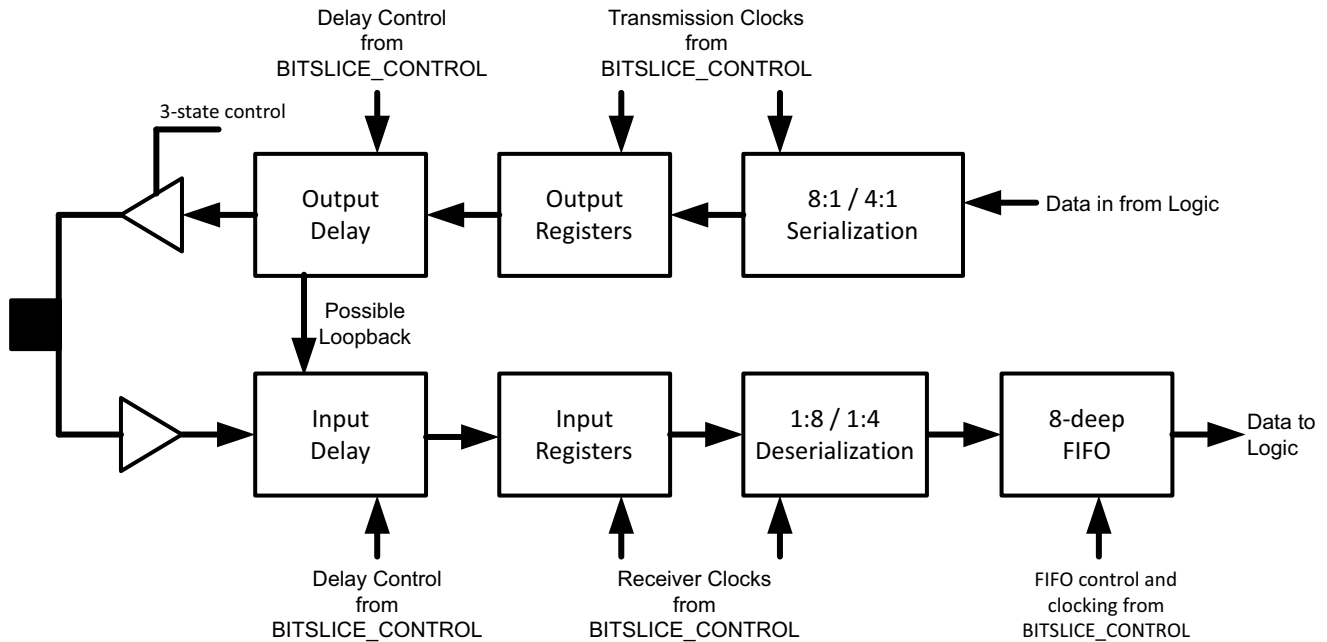 Delay Control
from
BITSLICE_CONTROL
Transmission Clocks
from
BITSLICE_CONTROL
3-state control
Output
Delay
Output
Registers
8:1 / 4:1
Serialization
Data in from Logic
Possible
Loopback
Input
Delay
Input
Registers
1:8 / 1:4
Deserialization
8-deep
FIFO
Data to
Logic
Delay Control
from
BITSLICE_CONTROL
Receiver Clocks
from
BITSLICE_CONTROL
FIFO control and
clocking from
BITSLICE_CONTROL